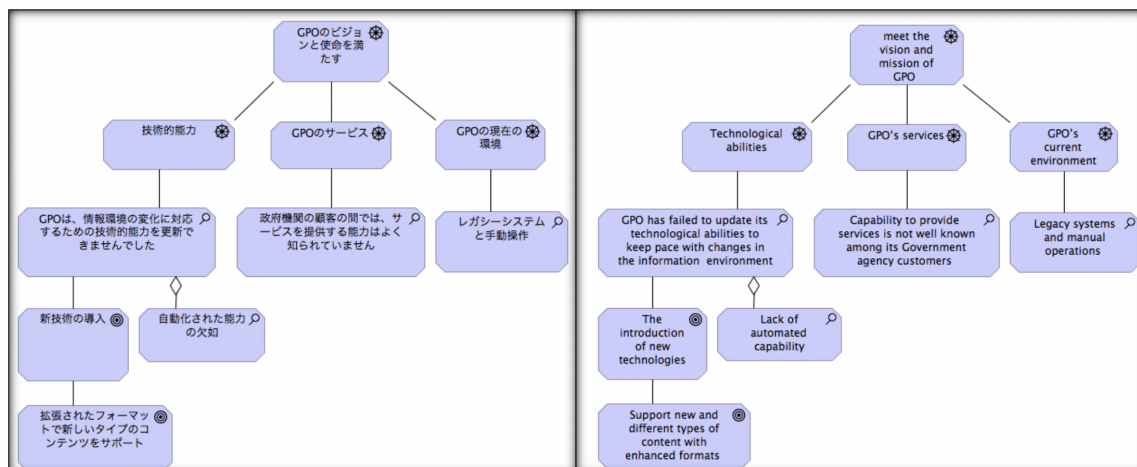 GPOのビジョ
ンと使命を満
たす
技術的能力
GPOのサービス
GPOの現在の
環境
GPOは、情報環境の変化に対応
するための技術的能力を更新で
きませんでした
政府機関の顧客の間では、サ
ービスを提供する能力はよく
知られていません
レガシーシステム
と手動操作
新技術の導入
自動化された能力
の欠如
拡張されたフォーマッ
トで新しいタイプのコ
ンテンツをサポート
meet the
vision and
mission of
GPO
Technological
abilities
GPO's services
GPO's
current
environment
GPO has failed to update its
technological abilities to
keep pace with changes in
the information environment
Capability to provide
services is not well known
among its Government
agency customers
Legacy systems
and manual
operations
The
introduction
of new
technologies
Lack of
automated
capability
Support new and
different types of
content with
enhanced formats